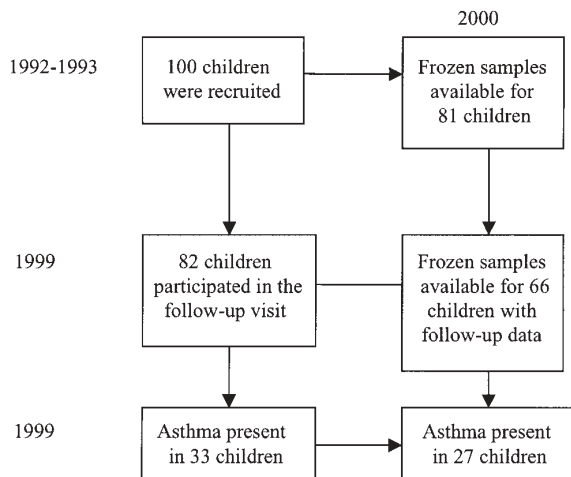 2000
1992-1993
100 children
were recruited
Frozen samples
available for
81 children
1999
82 children
participated in the
follow-up visit
Frozen samples
available for 66
children with
follow-up data
1999
Asthma present
in 33 children
Asthma present
in 27 children